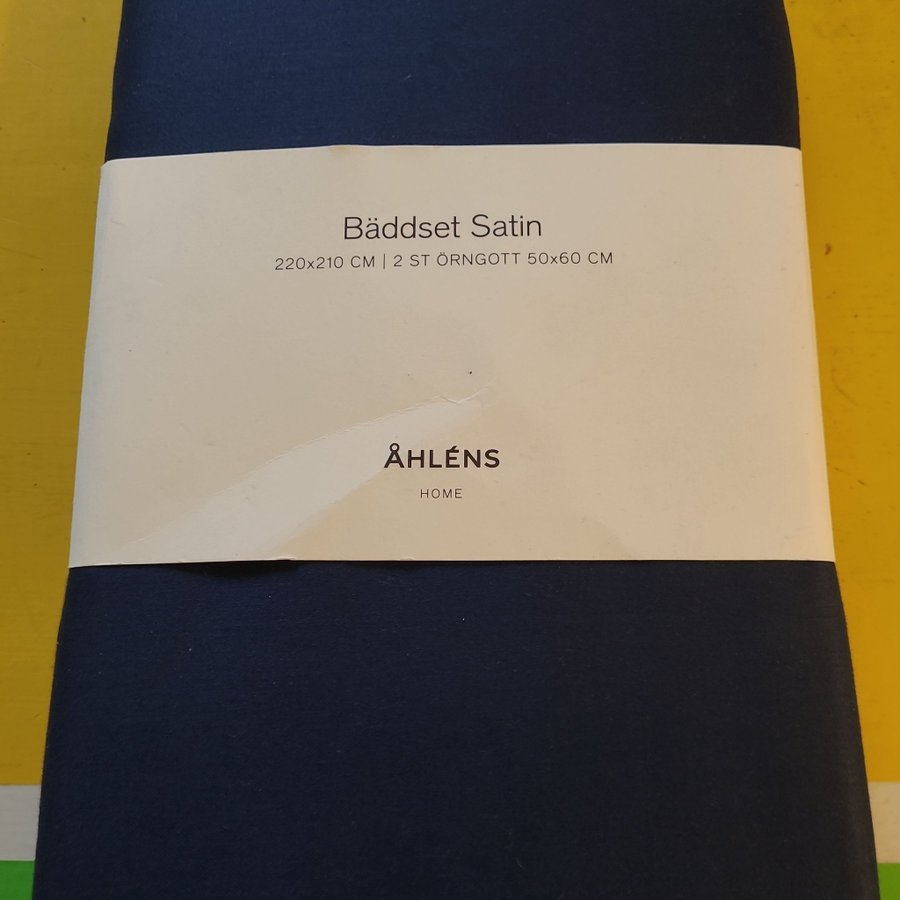 Bäddset Satin
220x210 CM | 2 ST ÖRNGOTT 50x60 CM
ÅHLÉNS
HOME